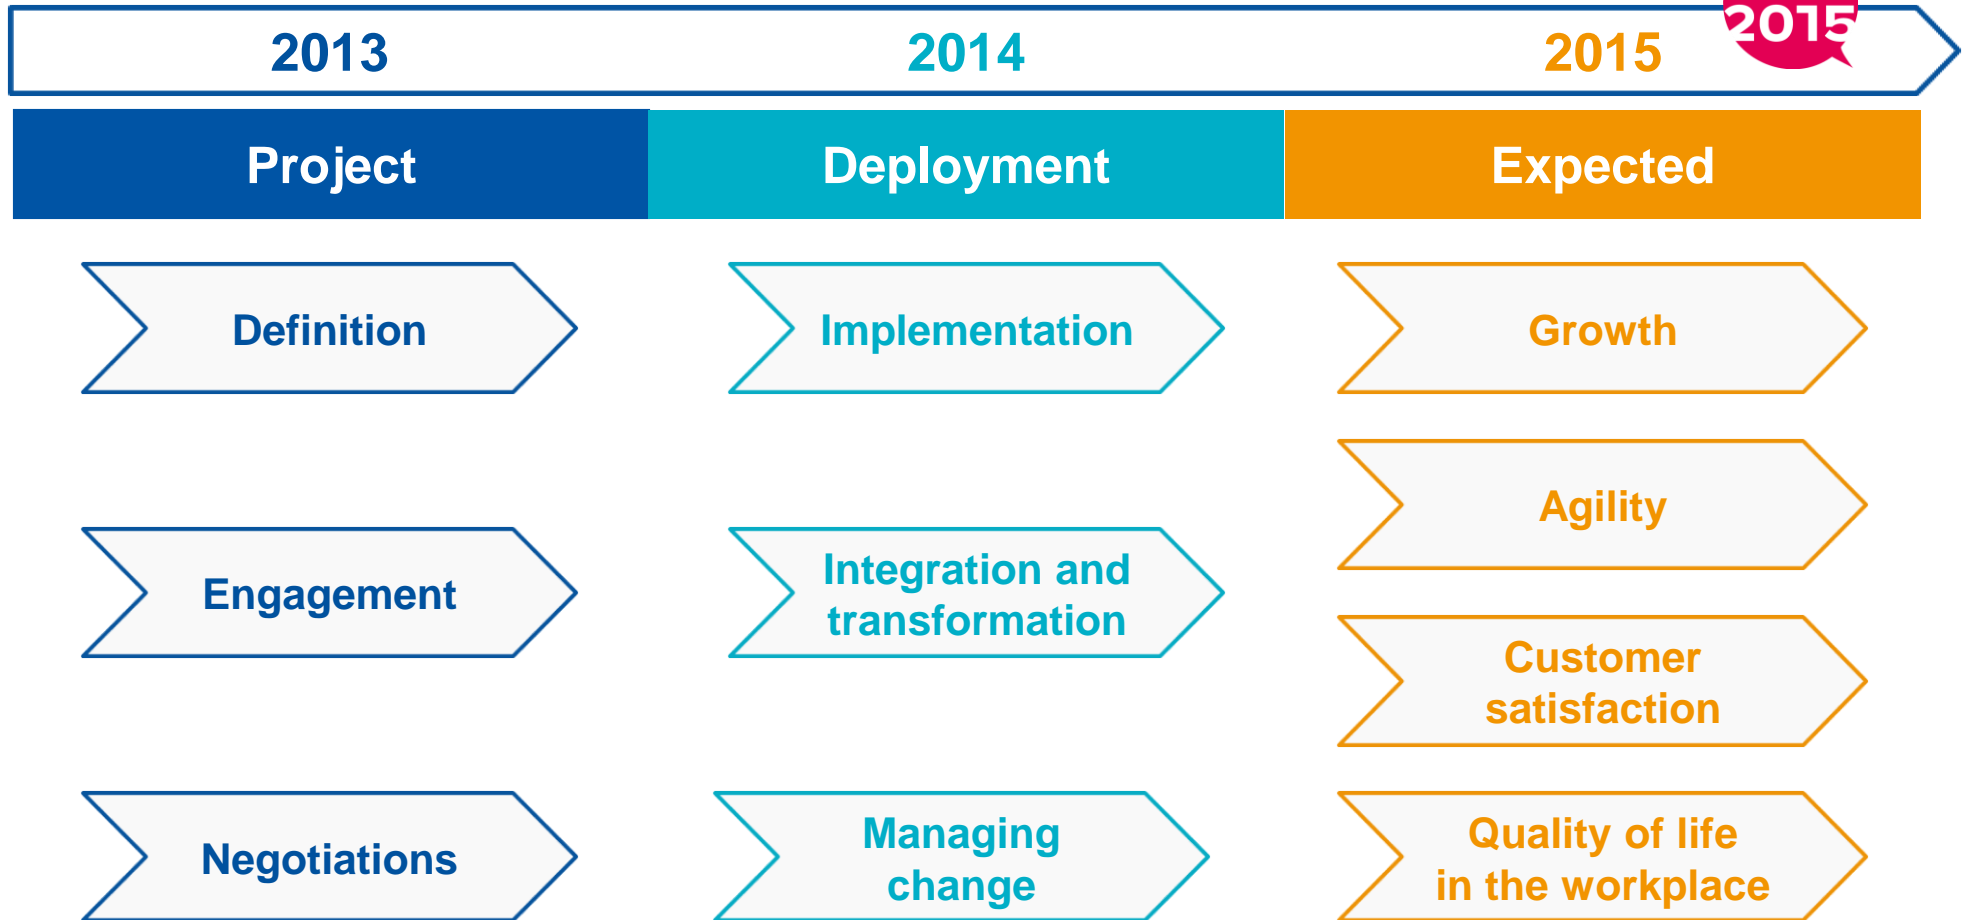 2013
2014
2015
2015
Project
Deployment
Expected
Definition
Implementation
Growth
Agility
Engagement
Integration and
transformation
Customer
satisfaction
Negotiations
Managing
change
Quality of life
in the workplace